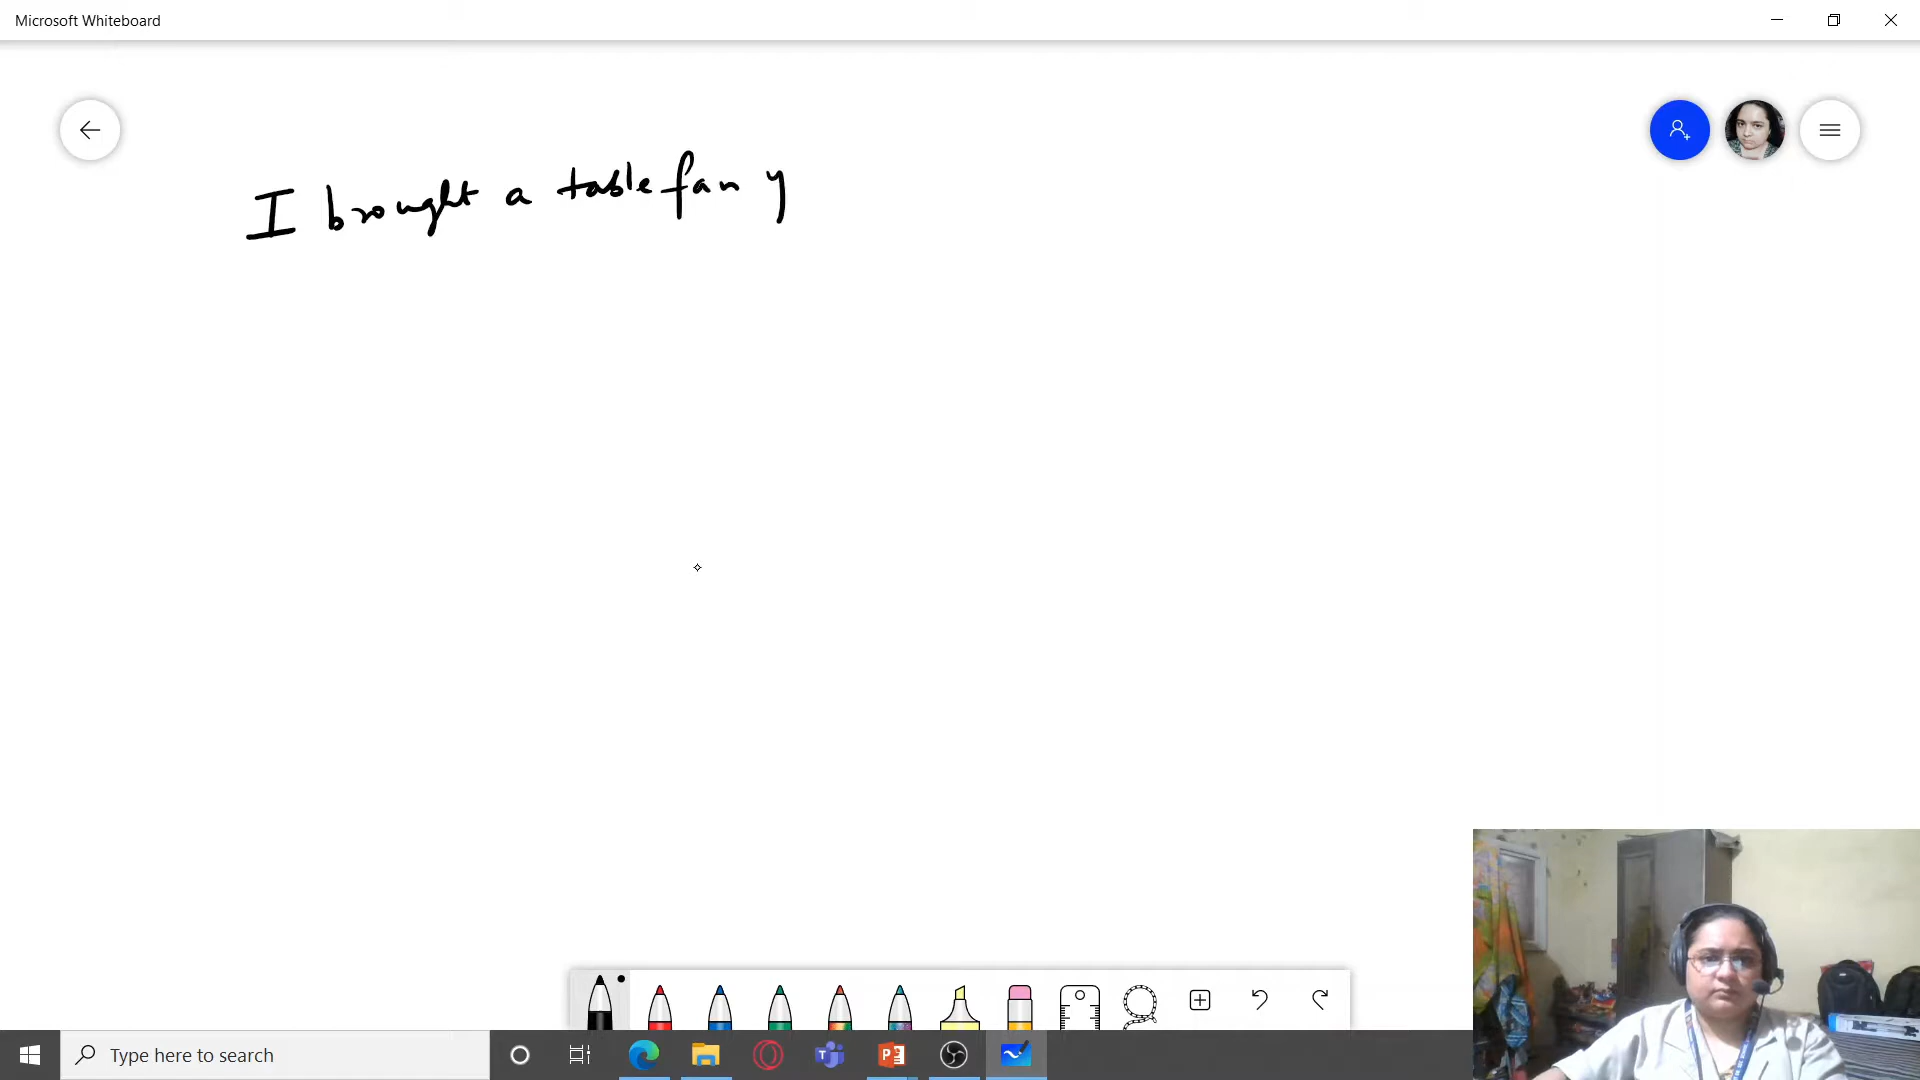 Microsoft Whiteboard
I brought a table fan y
Type here to search